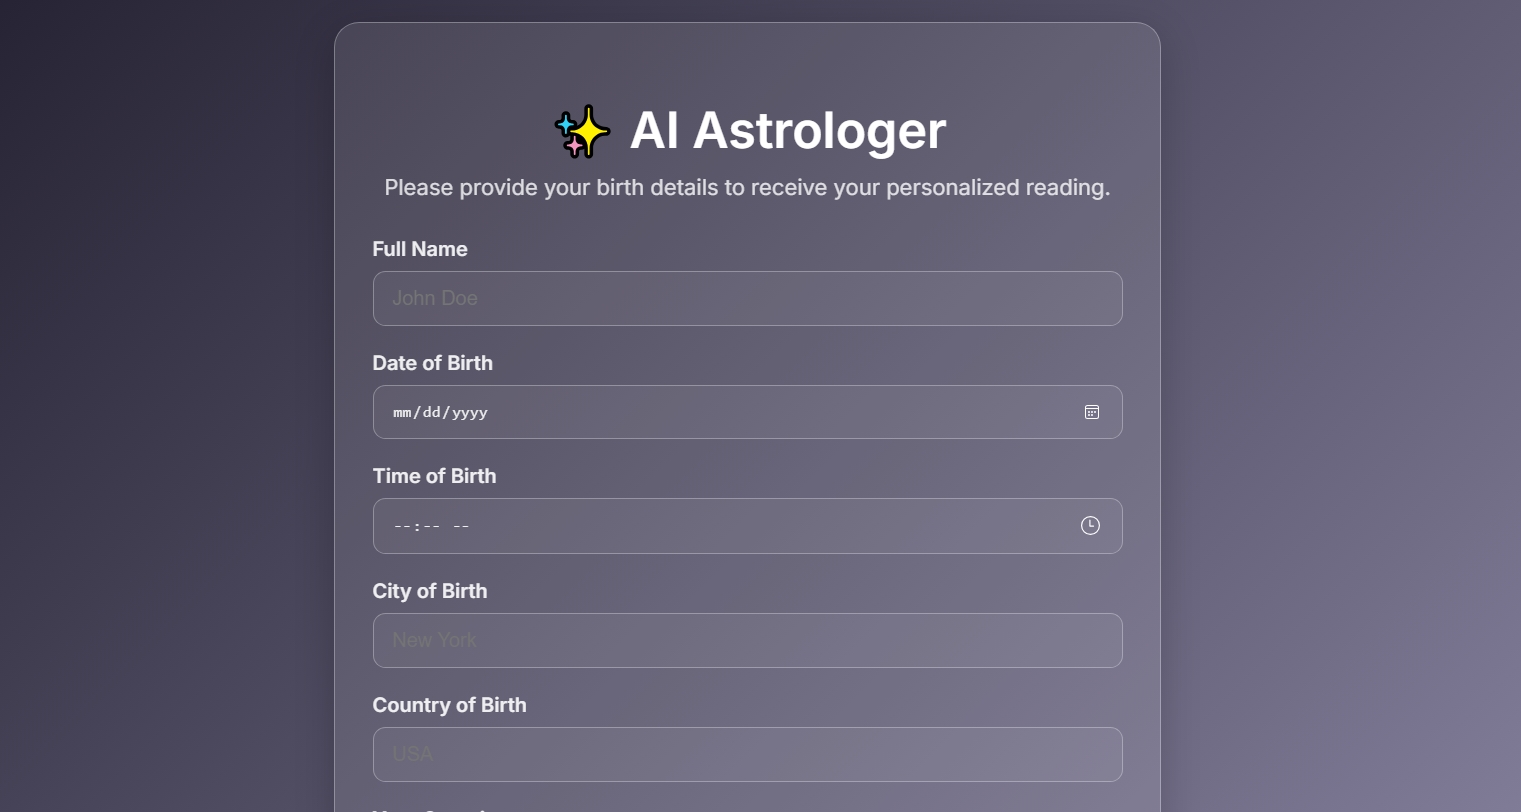 AI Astrologer
Please provide your birth details to receive your personalized reading.
Full Name
John Doe
Date of Birth
mm/dd/yyyy
Time of Birth
--:-- --
City of Birth
New York
Country of Birth
USA